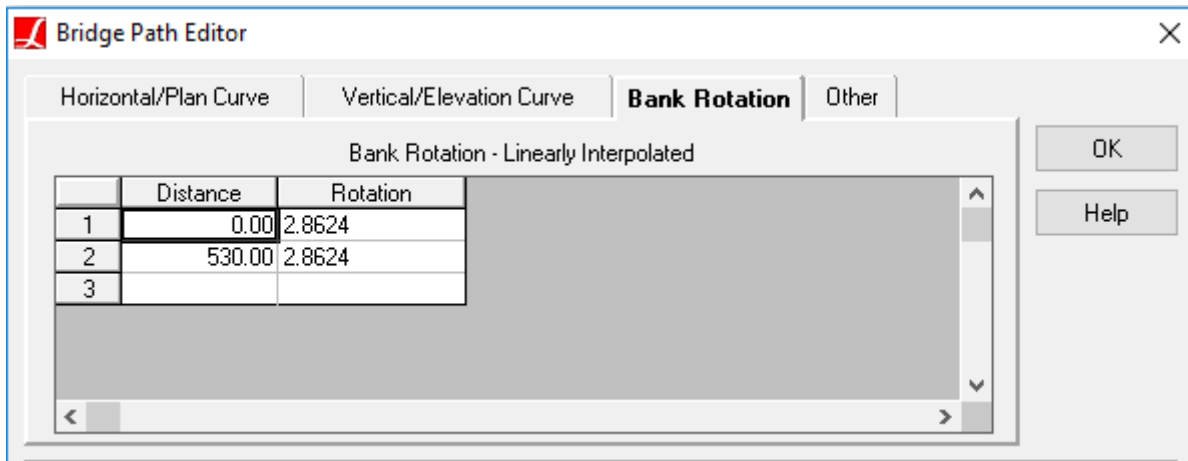 Bridge Path Editor
Horizontal/Plan Curve Vertical/Elevation Curve Bank Rotation Other
Bank Rotation - Linearly Interpolated
OK
Distance Rotation
Help
1 0.00 2.8624
2 530.00 2.8624
3